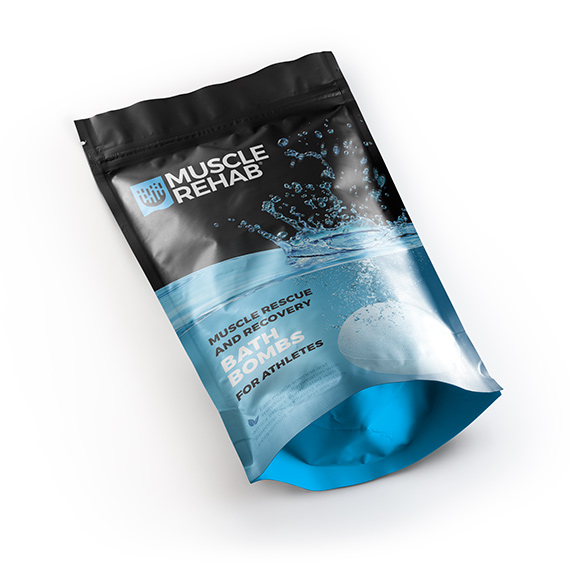 MUSCLE
REHAB®
MUSCLE RESCUE
AND RECOVERY
BATH
BOMBS
FOR ATHLETES